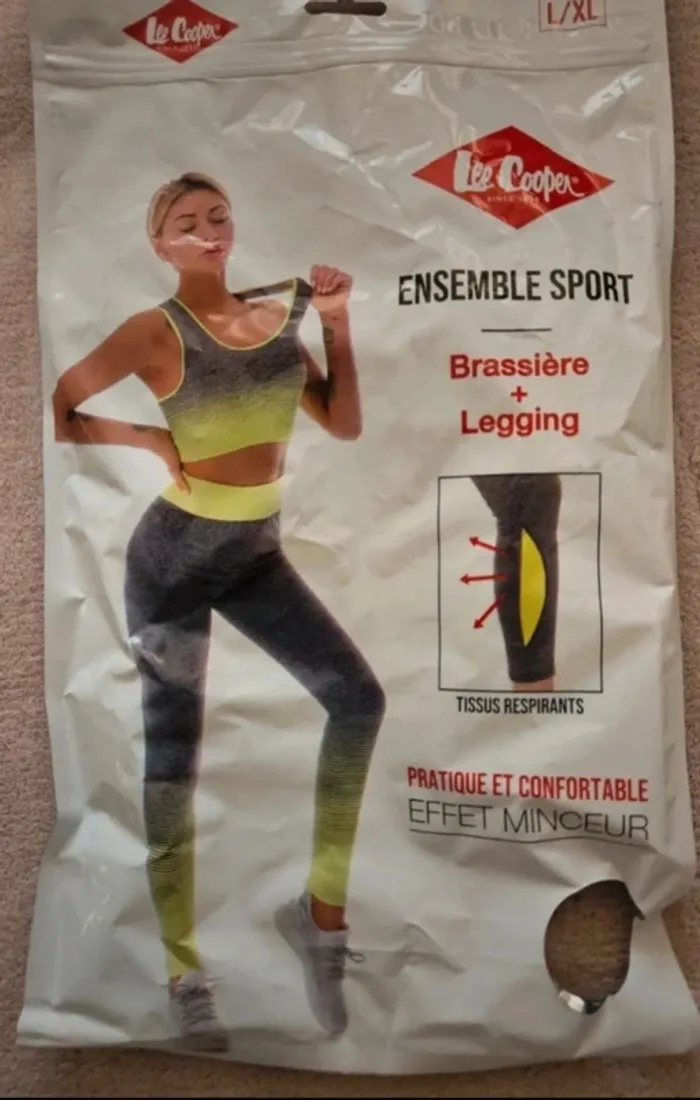 Lee Cooper
L/XL
Lee Cooper
ENSEMBLE SPORT
Brassière
+
Legging
TISSUS RESPIRANTS
PRATIQUE ET CONFORTABLE
EFFET MINCEUR